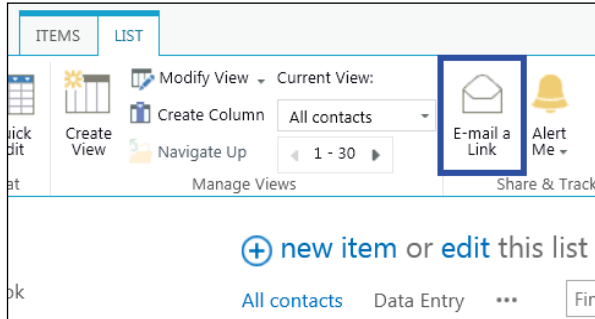 ITEMS LIST
Modify View Current View:
Create Column All contacts
Create View
E-mail a Link
Alert Me
Navigate Up 1 - 30
Manage Views Share & Track
new item or edit this list
All contacts Data Entry •••